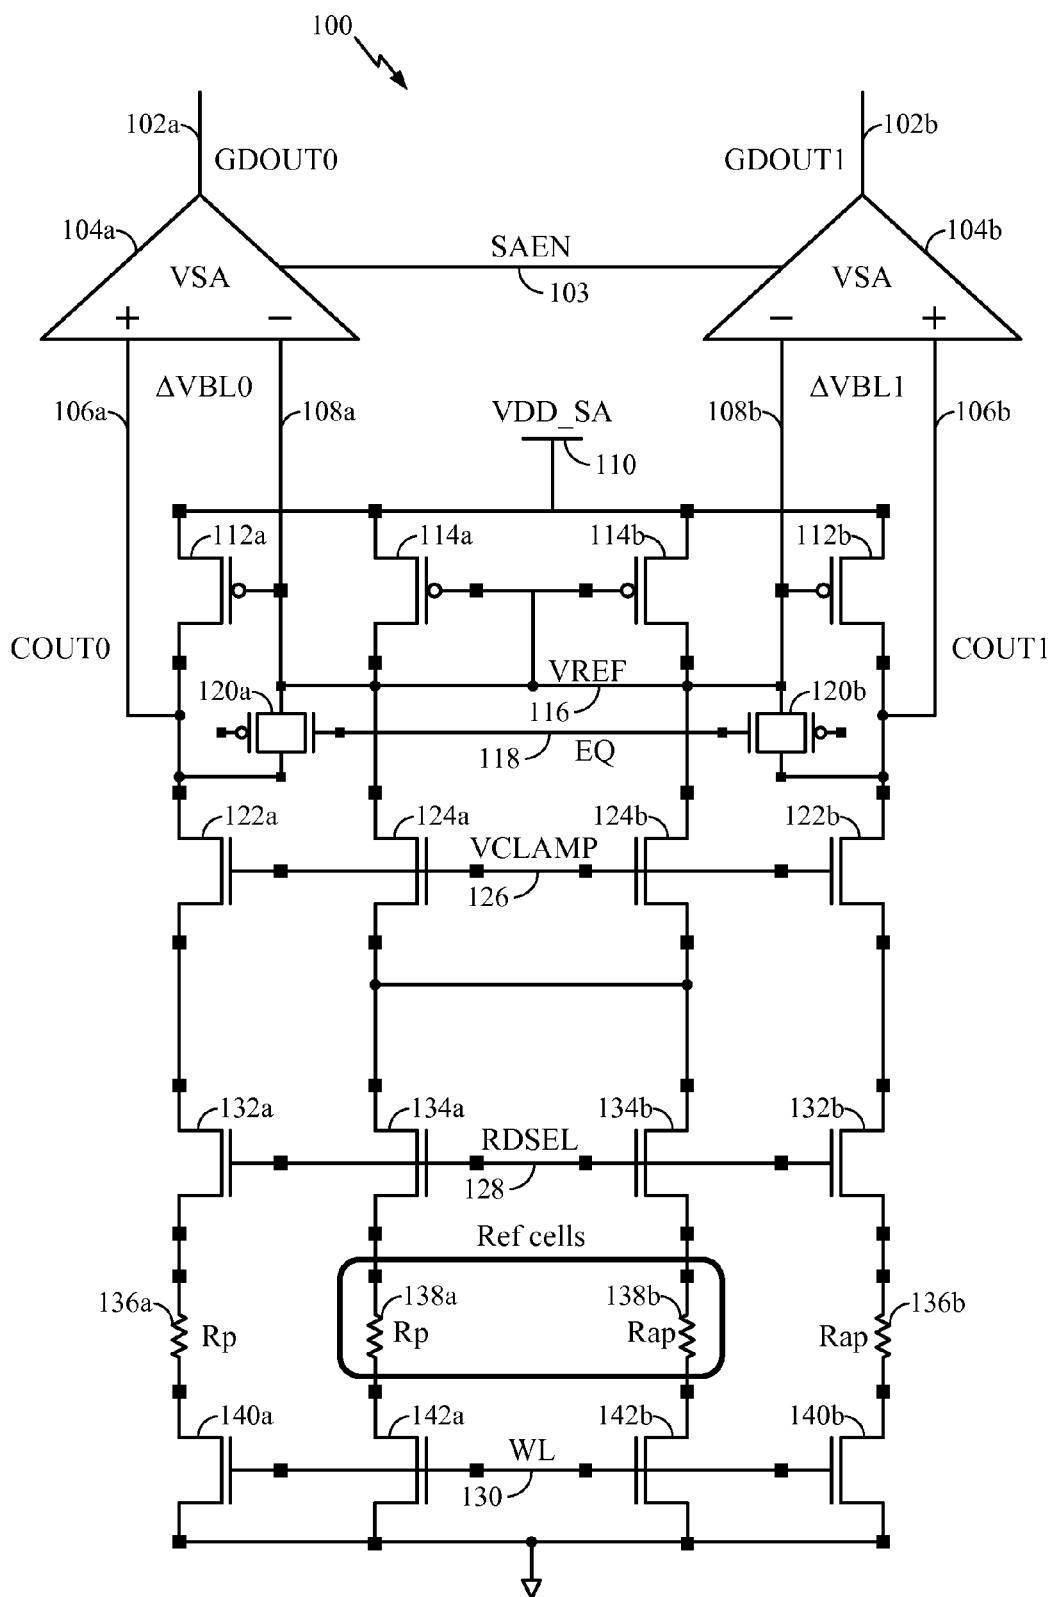 100
102a
GDOUT0
102b
GDOUT1
104a
VSA
+ −
SAEN
103
104b
VSA
− +
106a
ΔVBL0
108a
VDD_SA
110
108b
ΔVBL1
106b
112a
114a
114b
112b
COUT0
COUT1
VREF
116
120a
120b
118
EQ
122a
124a
124b
122b
VCLAMP
126
132a
134a
134b
132b
RDSEL
128
Ref cells
136a
Rp
138a
Rp
138b
Rap
136b
Rap
140a
142a
142b
140b
WL
130